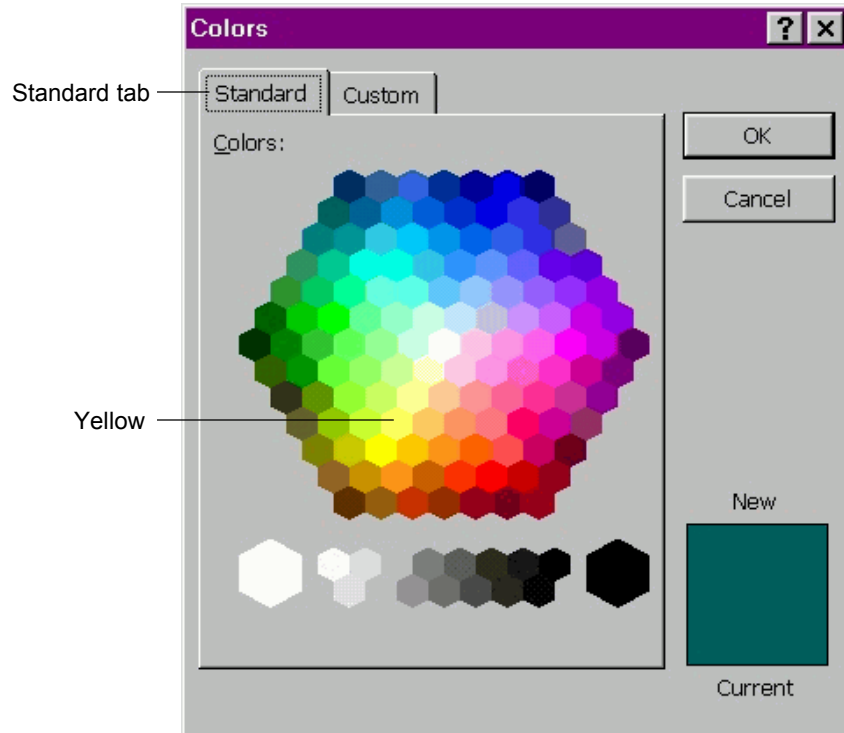 Colors
Standard tab
Standard
Custom
Colors:
OK
Cancel
Yellow
New
Current